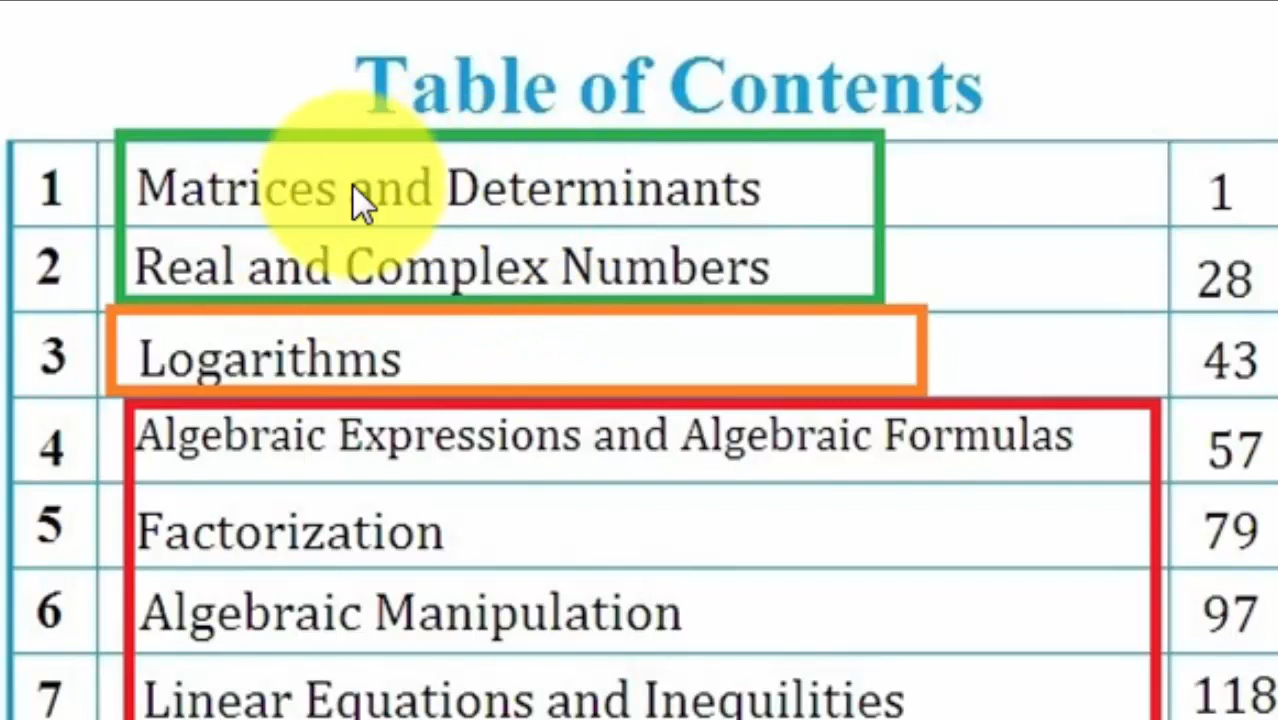 Table of Contents
1 Matrices and Determinants 1
2 Real and Complex Numbers 28
3 Logarithms 43
4 Algebraic Expressions and Algebraic Formulas 57
5 Factorization 79
6 Algebraic Manipulation 97
7 Linear Equations and Inequilities 118